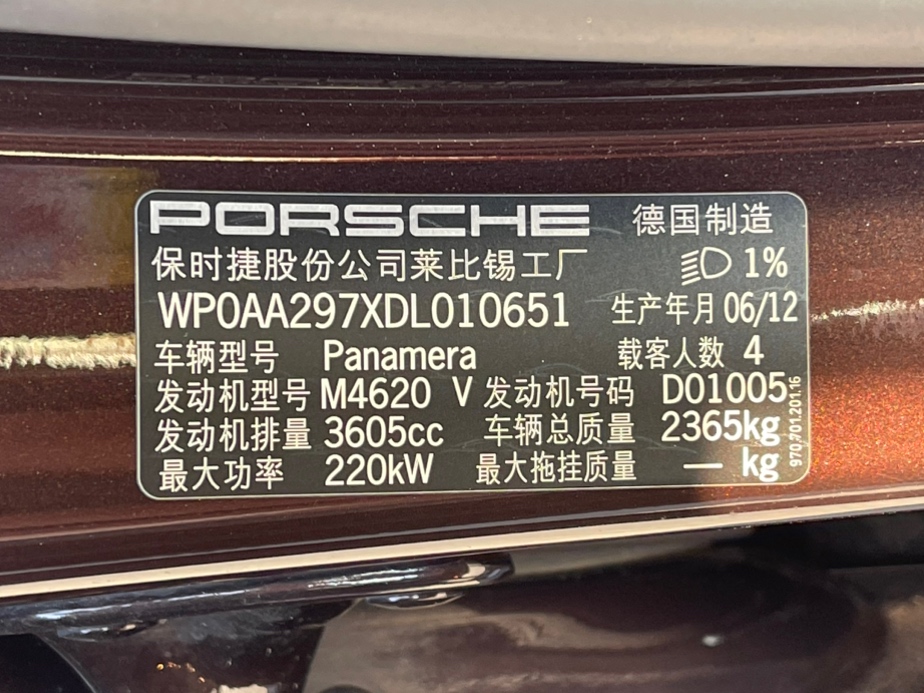 PORSCHE 德国制造
保时捷股份公司莱比锡工厂 1%
WP0AA297XDL010651 生产年月 06/12
车辆型号 Panamera 载客人数 4
发动机型号 M4620 V 发动机号码 D01005
发动机排量 3605cc 车辆总质量 2365kg
最大功率 220kW 最大拖挂质量 — kg
970.701.201.16